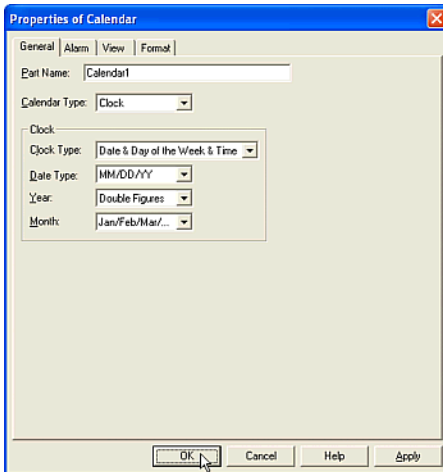 Properties of Calendar
General Alarm View Format
Part Name: Calendar1
Calendar Type: Clock
Clock
Clock Type: Date & Day of the Week & Time
Date Type: MM/DD/YY
Year: Double Figures
Month: Jan/Feb/Mar/...
OK Cancel Help Apply